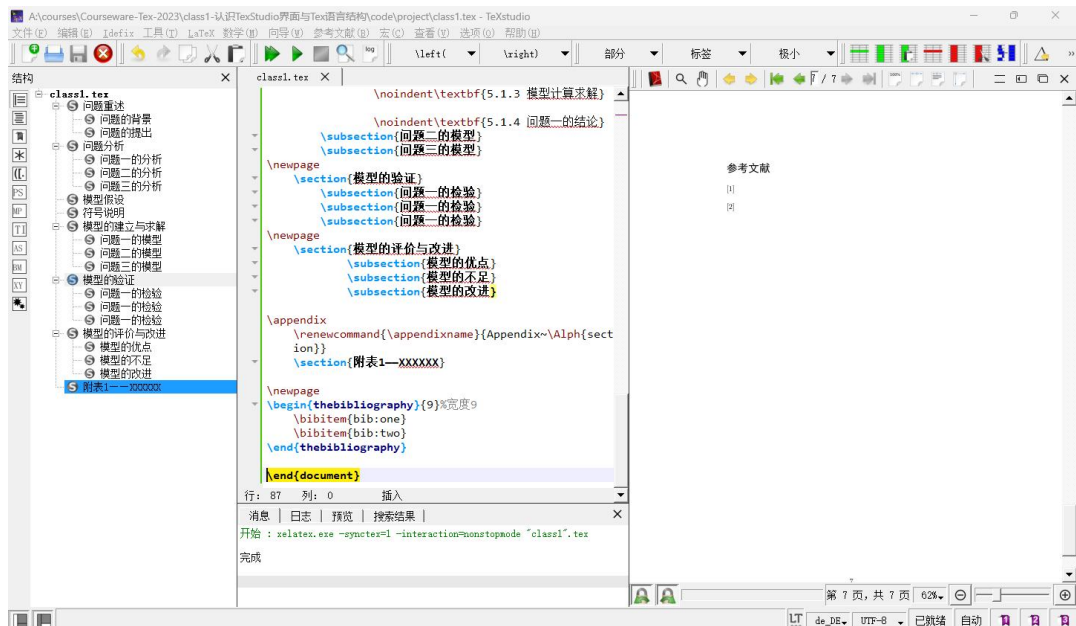 A:\courses\Courseware-Tex-2023\class1-认识TexStudio界面与Tex语言结构\code\project\class1.tex - TeXstudio
文件(F) 编辑(E) Idefix 工具(T) LaTeX 数学(M) 向导(W) 参考文献(B) 宏(C) 查看(V) 选项(O) 帮助(H)
log \left( \right) 部分 标签 极小 7 / 7 »
结构
class1.tex
问题重述
问题的背景
问题的提出
问题分析
问题一的分析
问题二的分析
问题三的分析
模型假设
符号说明
模型的建立与求解
问题一的模型
问题二的模型
问题三的模型
模型的验证
问题一的检验
问题一的检验
问题一的检验
模型的评价与改进
模型的优点
模型的不足
模型的改进
附表1——XXXXXX
PS
MP
TI
AS
BM
XY
class1.tex
\noindent\textbf{5.1.3 模型计算求解}
\noindent\textbf{5.1.4 问题一的结论}
\subsection{问题二的模型}
\subsection{问题三的模型}
\newpage
\section{模型的验证}
\subsection{问题一的检验}
\subsection{问题一的检验}
\subsection{问题一的检验}
\newpage
\section{模型的评价与改进}
\subsection{模型的优点}
\subsection{模型的不足}
\subsection{模型的改进}
\appendix
\renewcommand{\appendixname}{Appendix~\Alph{sect
ion}}
\section{附表1——XXXXXX}
\newpage
\begin{thebibliography}{9}%宽度9
\bibitem{bib:one}
\bibitem{bib:two}
\end{thebibliography}
\end{document}
行: 87 列: 0 插入
消息 日志 预览 搜索结果
开始 : xelatex.exe -synctex=1 -interaction=nonstopmode "class1".tex
完成
参考文献
[1]
[2]
第 7 页，共 7 页 62%
LT de_DE UTF-8 已就绪 自动